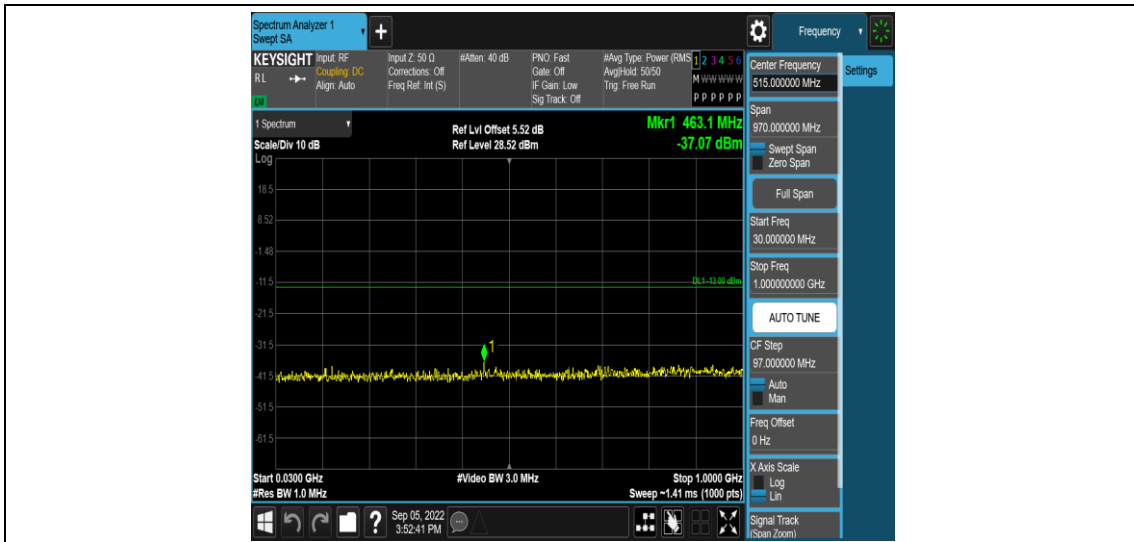 Spectrum Analyzer 1
Swept SA
+
Frequency
KEYSIGHT
RL
LXI
Input: RF
Coupling: DC
Align: Auto
Input Z: 50 Ω
Corrections: Off
Freq Ref: Int (S)
#Atten: 40 dB
PNO: Fast
Gate: Off
IF Gain: Low
Sig Track: Off
#Avg Type: Power (RMS
Avg|Hold: 50/50
Trig: Free Run
1 2 3 4 5 6
M W W W W W
P P P P P P
Center Frequency
515.000000 MHz
Settings
Span
970.000000 MHz
Swept Span
Zero Span
Full Span
Start Freq
30.000000 MHz
Stop Freq
1.000000000 GHz
AUTO TUNE
CF Step
97.000000 MHz
Auto
Man
Freq Offset
0 Hz
X Axis Scale
Log
Lin
Signal Track
(Span Zoom)
1 Spectrum
Scale/Div 10 dB
Log
Ref Lvl Offset 5.52 dB
Ref Level 28.52 dBm
Mkr1 463.1 MHz
-37.07 dBm
18.5
8.52
-1.48
-11.5
DL1 -13.00 dBm
-21.5
-31.5
1
-41.5
-51.5
-61.5
Start 0.0300 GHz
#Video BW 3.0 MHz
Stop 1.0000 GHz
#Res BW 1.0 MHz
Sweep ~1.41 ms (1000 pts)
?
Sep 05, 2022
3:52:41 PM